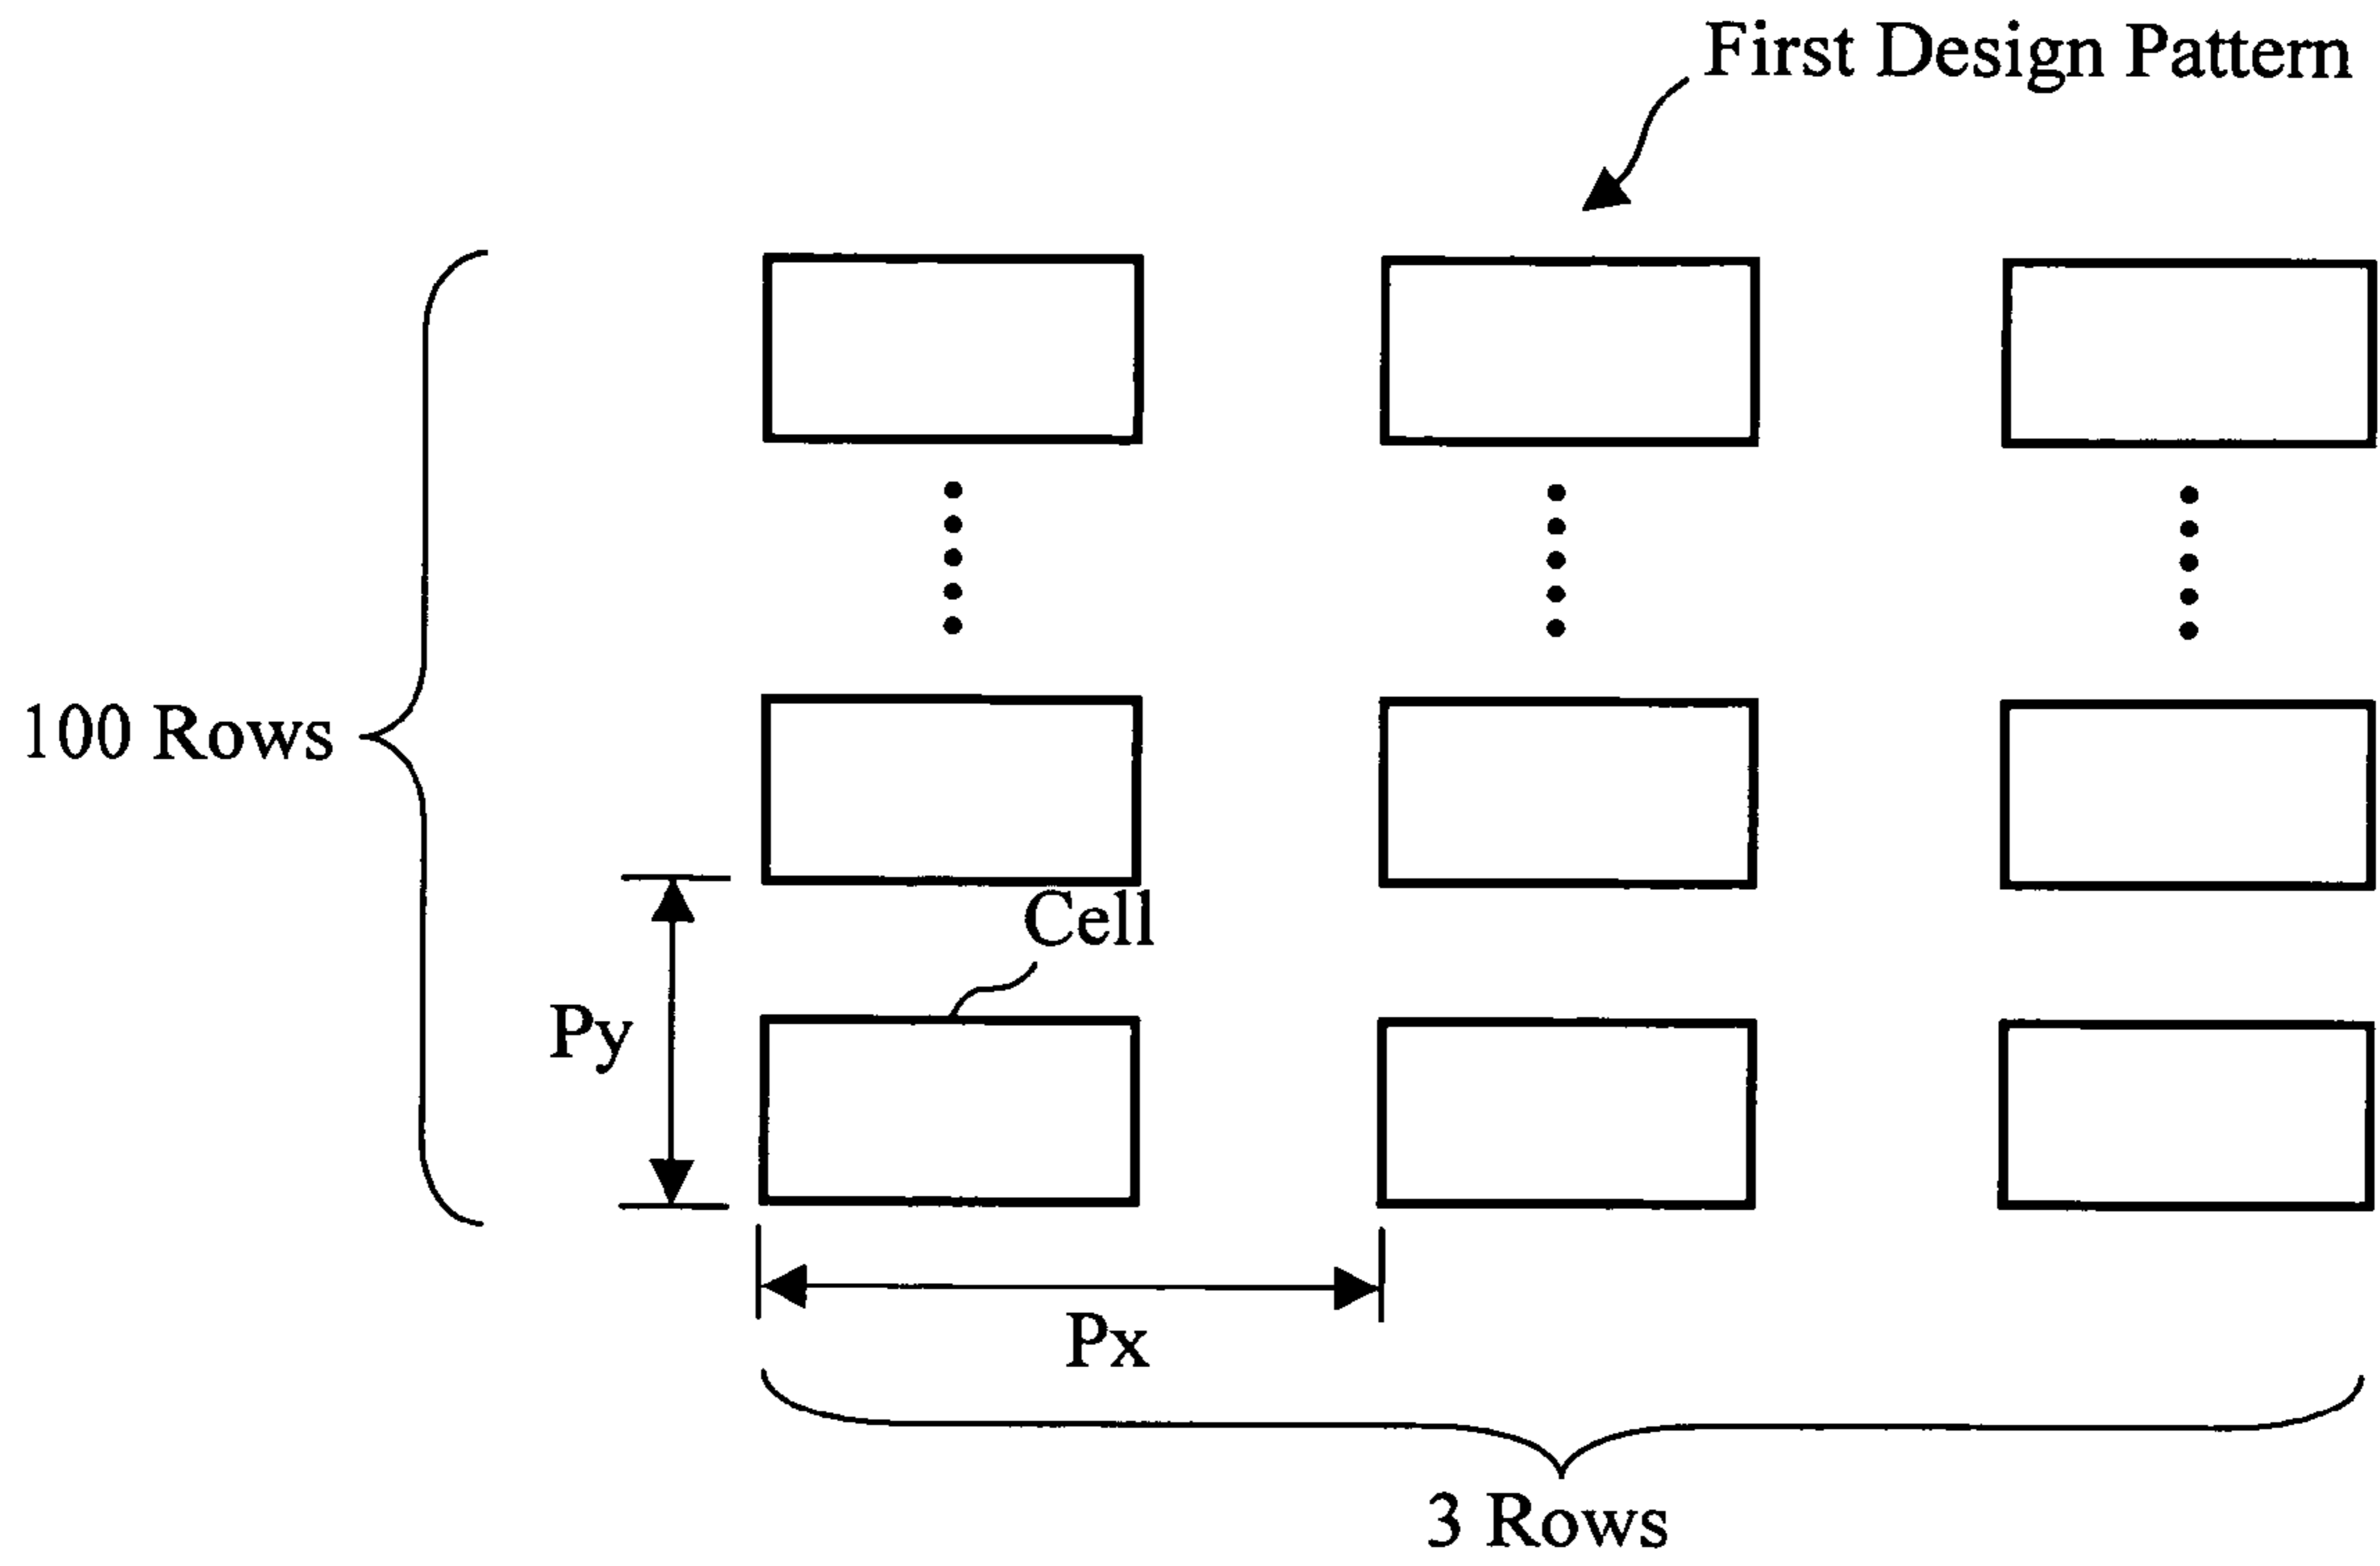 First Design Pattern
100 Rows
Cell
Py
Px
3 Rows